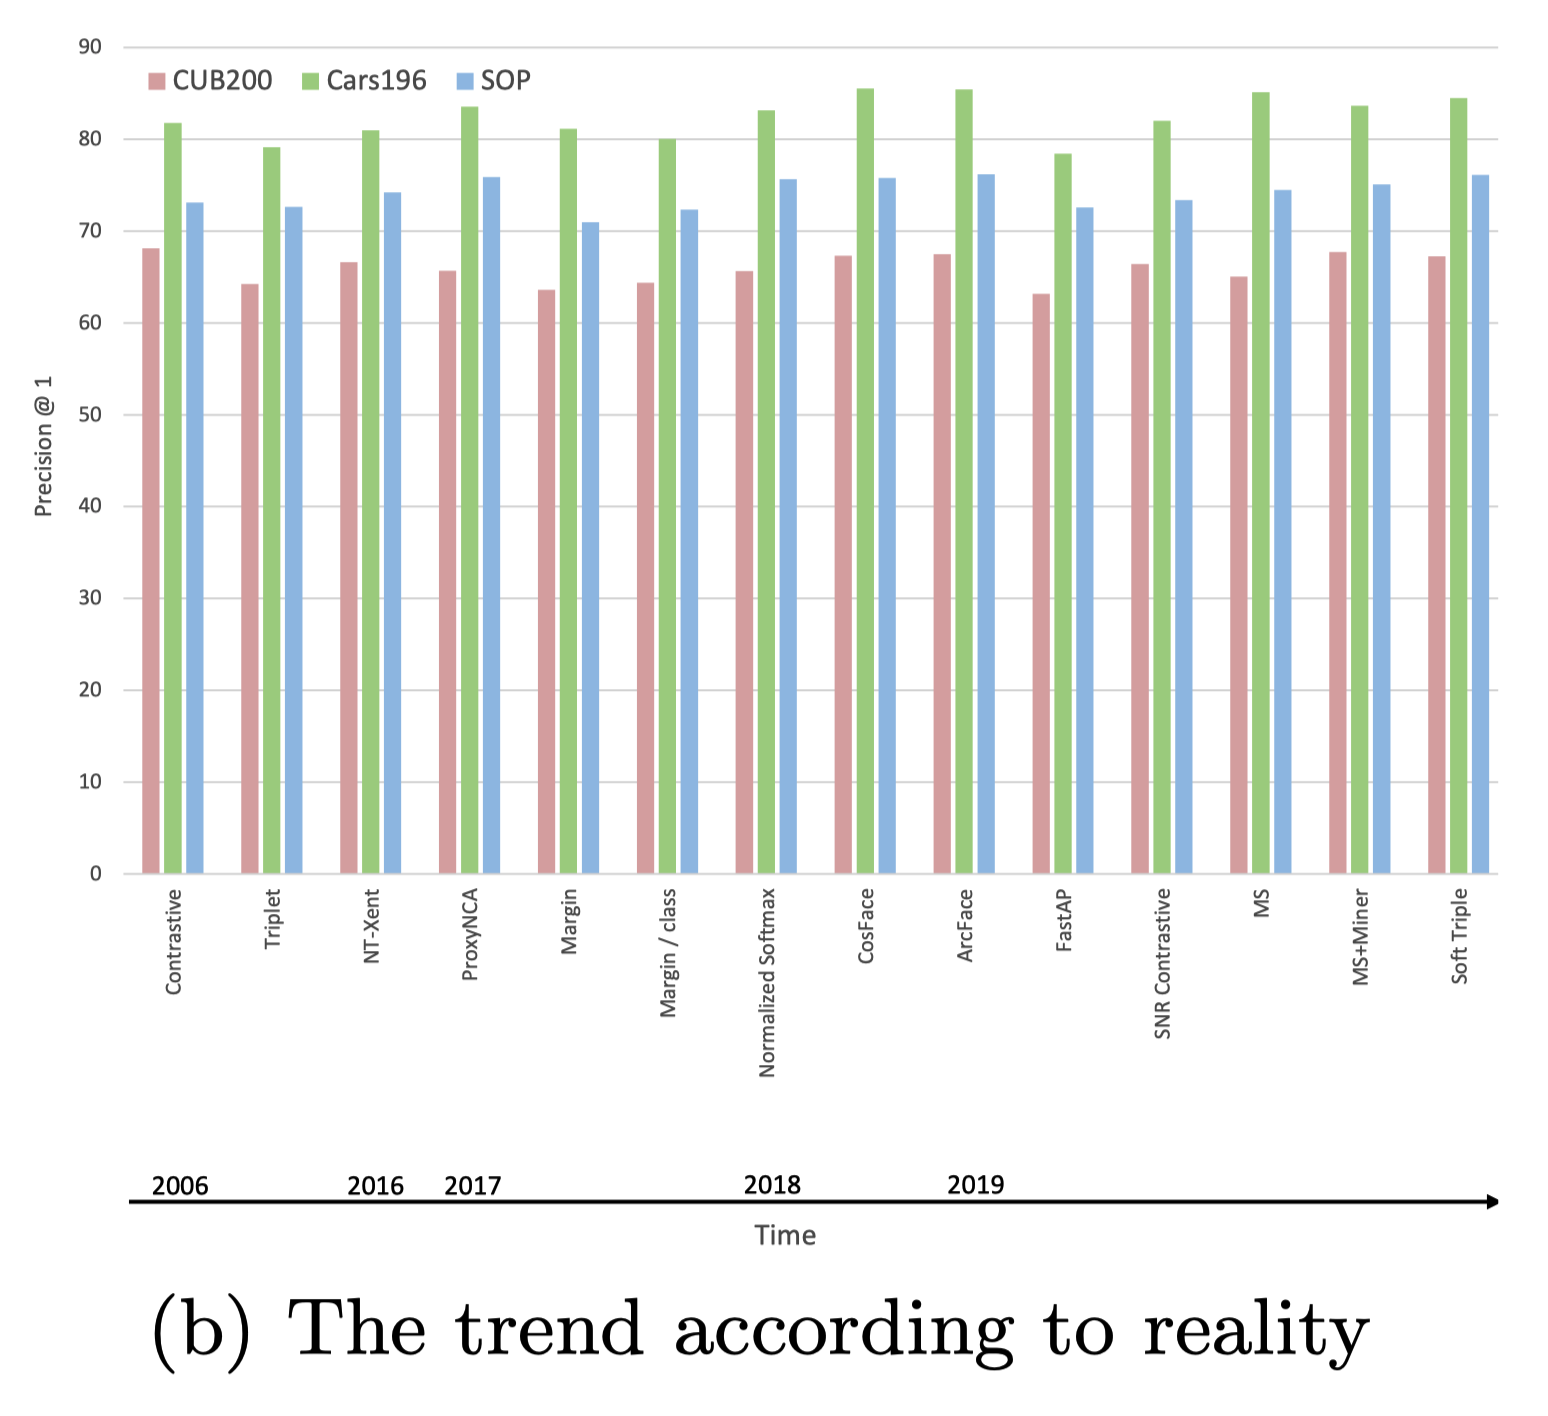 90
CUB200 Cars196 SOP
80
70
60
50
40
30
20
10
0
Precision @ 1
Contrastive
Triplet
NT-Xent
ProxyNCA
Margin
Margin / class
Normalized Softmax
CosFace
ArcFace
FastAP
SNR Contrastive
MS
MS+Miner
Soft Triple
2006 2016 2017 2018 2019
Time
(b) The trend according to reality